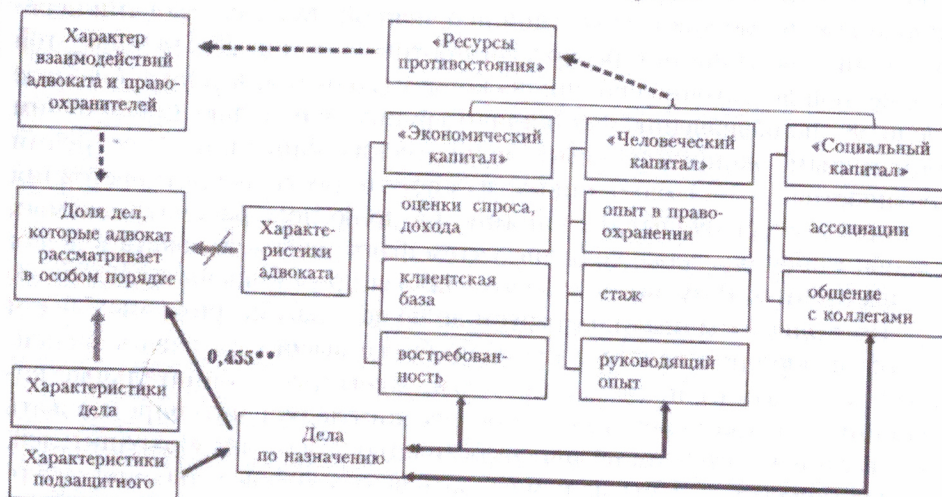 Характер
взаимодействий
адвоката и право-
охранителей
«Ресурсы
противостояния»
«Экономический
капитал»
«Человеческий
капитал»
«Социальный
капитал»
Доля дел,
которые адвокат
рассматривает
в особом порядке
Характе-
ристики
адвоката
оценки спроса,
дохода
опыт в право-
охранении
ассоциации
клиентская
база
стаж
общение
с коллегами
0,455**
востребован-
ность
руководящий
опыт
Характеристики
дела
Дела
по назначению
Характеристики
подзащитного